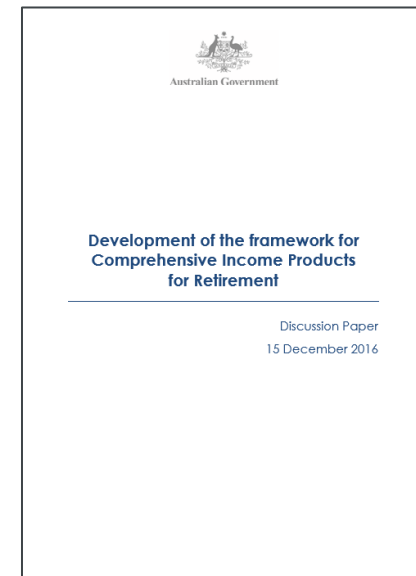 Australian Government
Development of the framework for
Comprehensive Income Products
for Retirement
Discussion Paper
15 December 2016